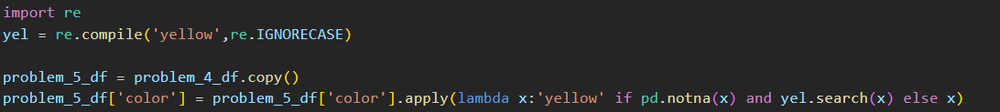 import re
yel = re.compile('yellow',re.IGNORECASE)
problem_5_df = problem_4_df.copy()
problem_5_df['color'] = problem_5_df['color'].apply(lambda x:'yellow' if pd.notna(x) and yel.search(x) else x)